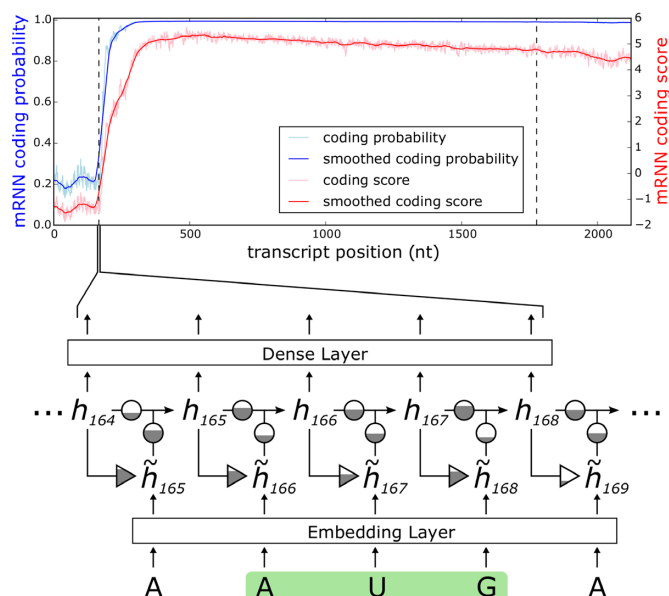 1.0
0.8
0.6
0.4
0.2
0.0
mRNN coding probability
6
5
4
3
2
1
0
−1
−2
mRNN coding score
coding probability
smoothed coding probability
coding score
smoothed coding score
0 500 1000 1500 2000
transcript position (nt)
Dense Layer
... h164 h165 h166 h167 h168 ...
h̃165 h̃166 h̃167 h̃168 h̃169
Embedding Layer
A A U G A